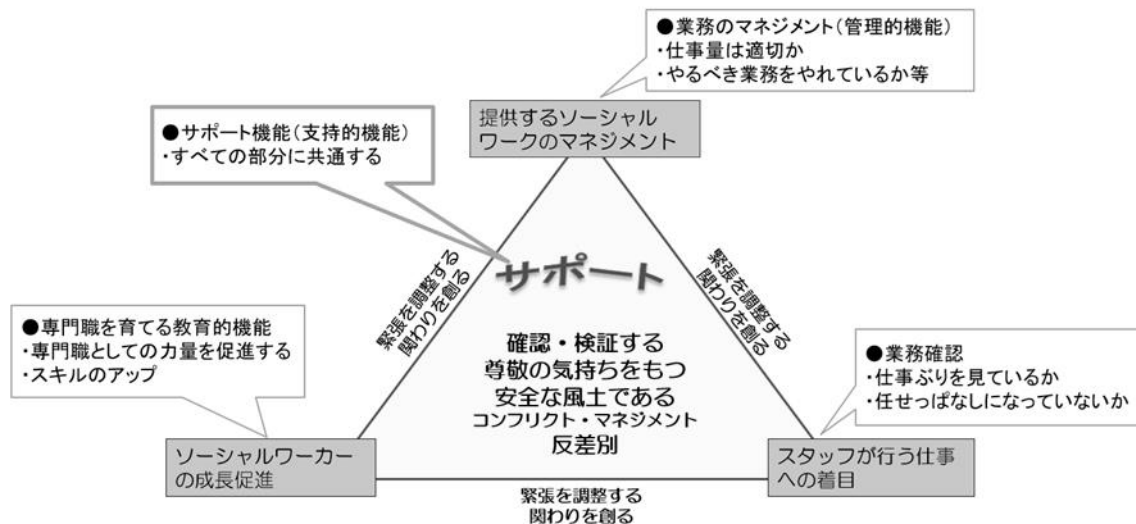 ●業務のマネジメント（管理的機能）
・仕事量は適切か
・やるべき業務をやれているか等
提供するソーシャル
ワークのマネジメント
●サポート機能（支持的機能）
・すべての部分に共通する
緊張を調整する
関わりを創る
サポート
緊張を調整する
関わりを創る
●専門職を育てる教育的機能
・専門職としての力量を促進する
・スキルのアップ
確認・検証する
尊敬の気持ちをもつ
安全な風土である
コンフリクト・マネジメント
反差別
●業務確認
・仕事ぶりを見ているか
・任せっぱなしになっていないか
ソーシャルワーカー
の成長促進
スタッフが行う仕事
への着目
緊張を調整する
関わりを創る